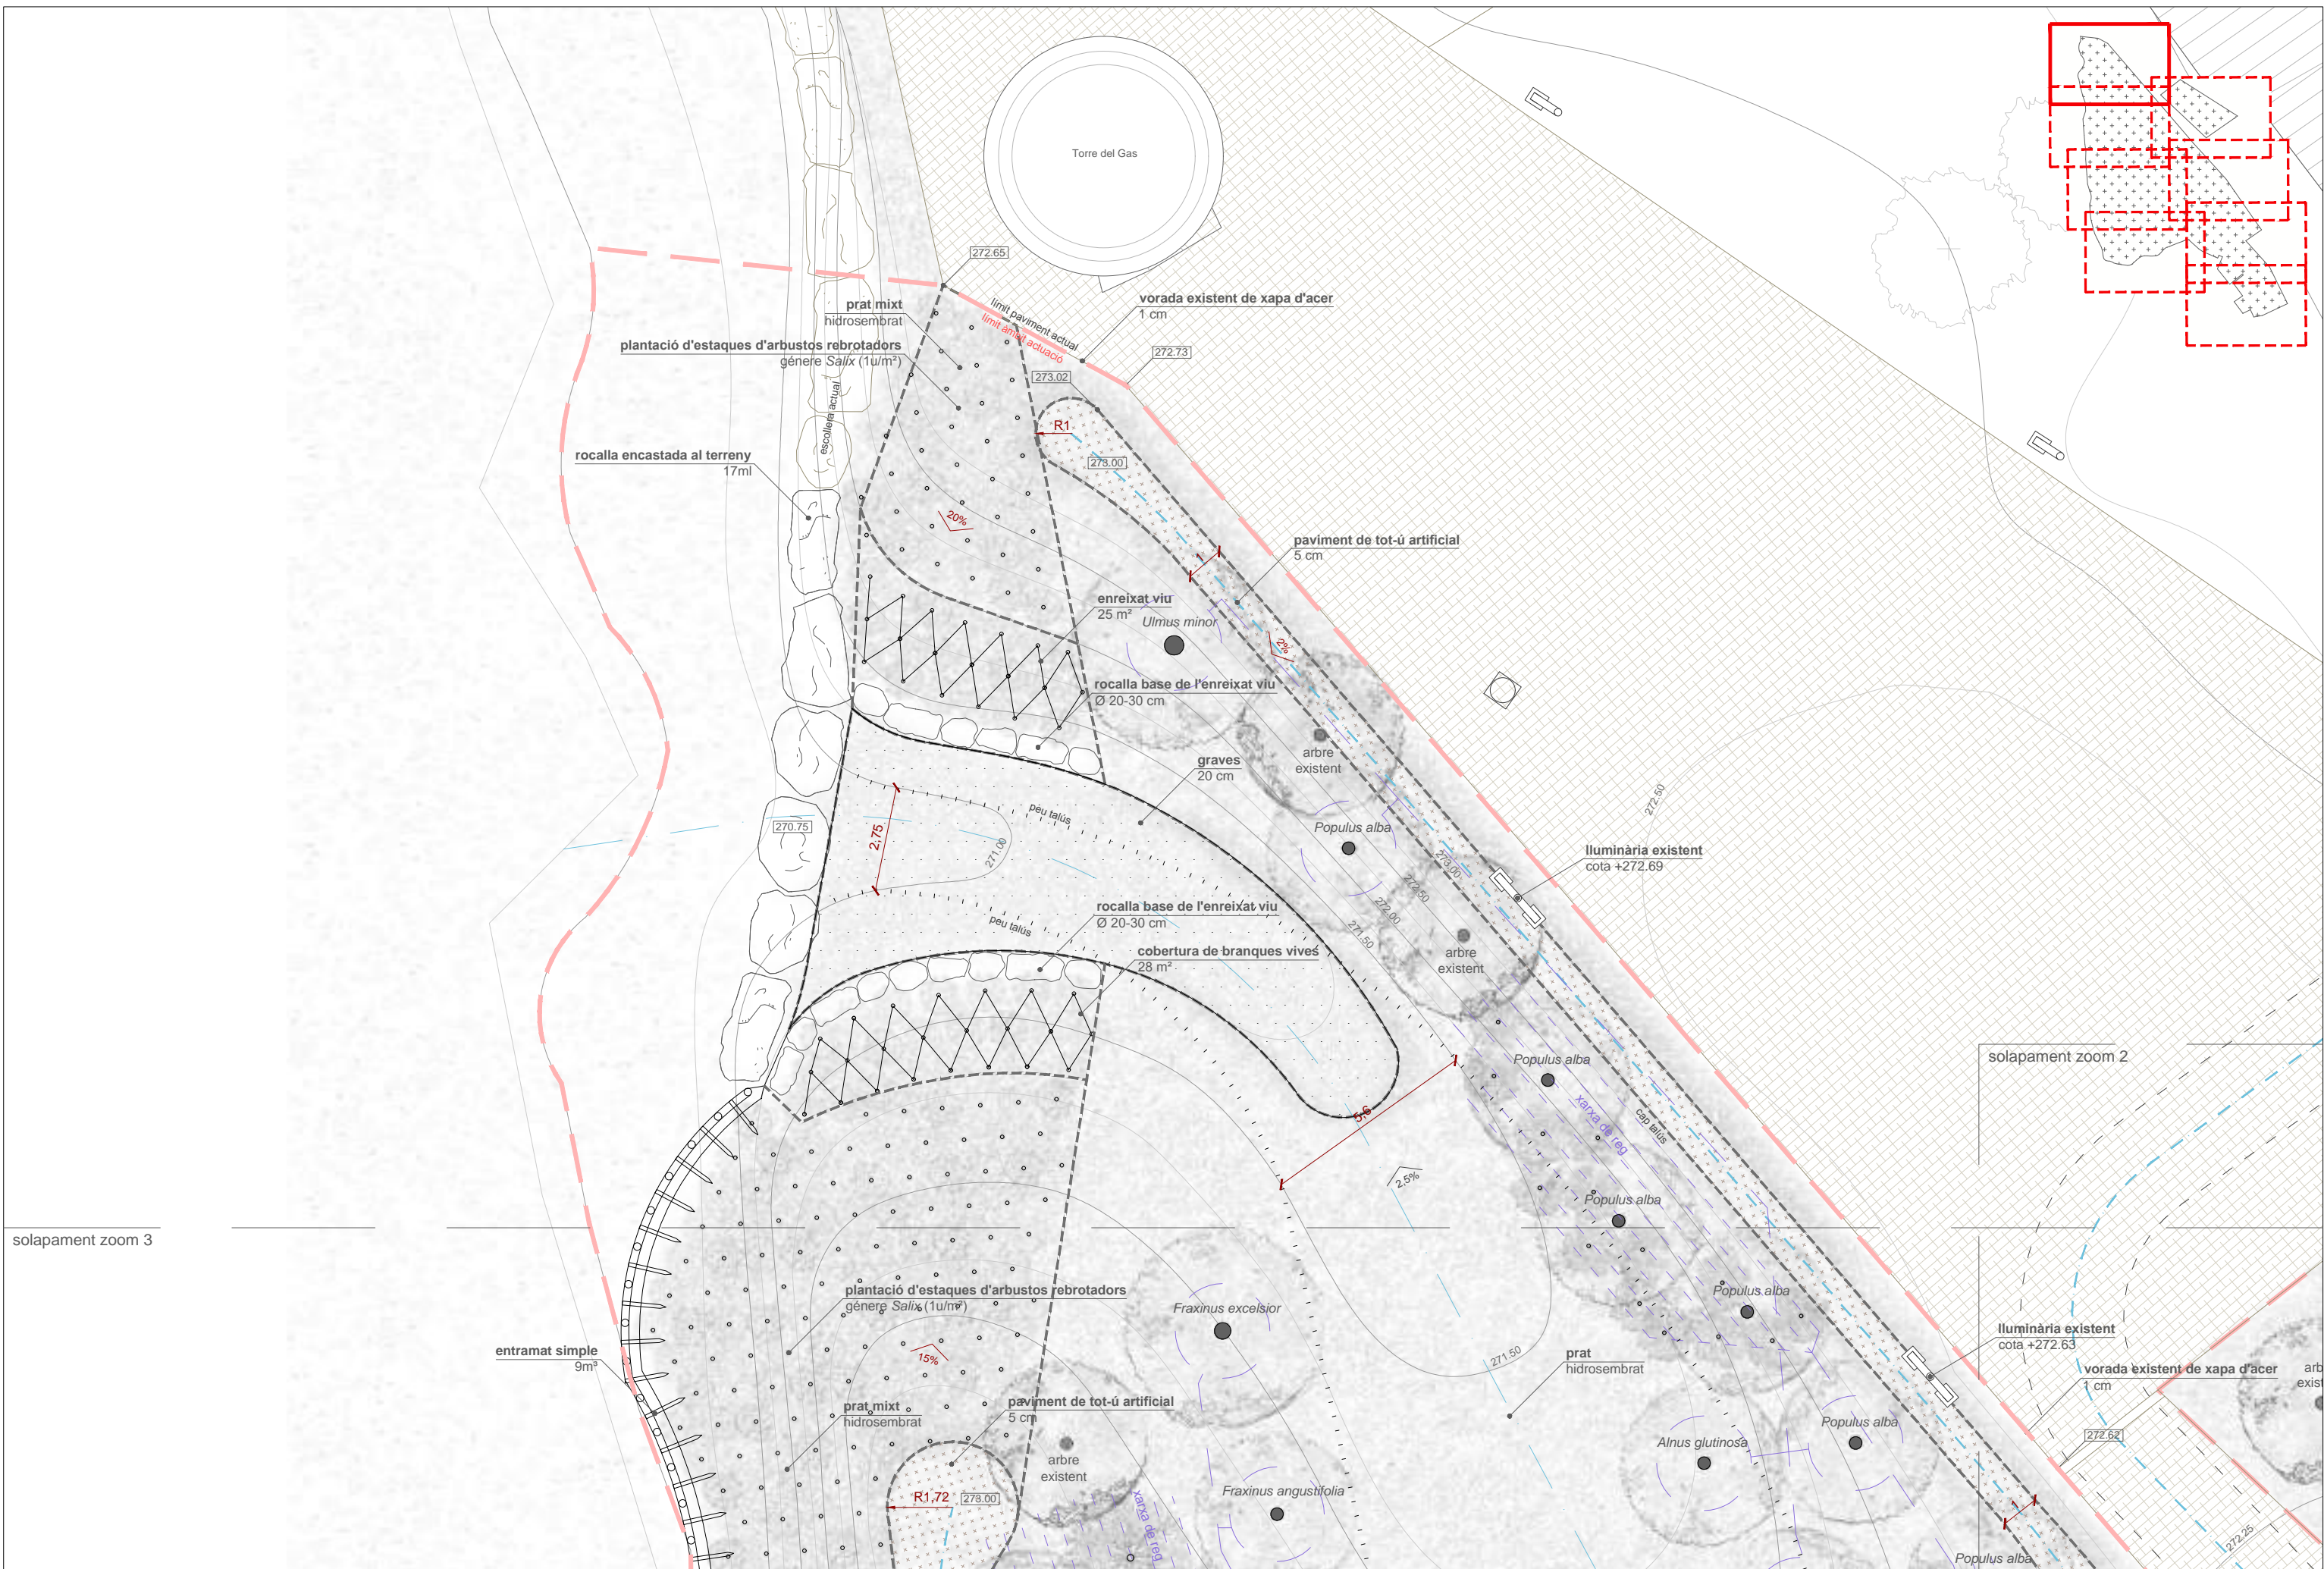 Torre del Gas
272.65
prat mixt
hidrosembrat
límit paviment actual
límit àmbit actuació
vorada existent de xapa d'acer
1 cm
plantació d'estaques d'arbustos rebrotadors
génere Salix (1u/m²)
272.73
273.02
escollera actual
R1
rocalla encastada al terreny
17ml
273.00
20%
paviment de tot-ú artificial
5 cm
1
enreixat viu
25 m²
Ulmus minor
2%
rocalla base de l'enreixat viu
Ø 20-30 cm
arbre
existent
graves
20 cm
272.50
peu talús
270.75
2,75
271.00
Populus alba
273.00
272.50
272.00
271.50
lluminària existent
cota +272.69
rocalla base de l'enreixat viu
Ø 20-30 cm
peu talús
cobertura de branques vives
28 m²
arbre
existent
solapament zoom 2
Populus alba
xarxa de reg
cap talús
5,6
2,5%
Populus alba
solapament zoom 3
plantació d'estaques d'arbustos rebrotadors
génere Salix (1u/m²)
Fraxinus excelsior
Populus alba
lluminària existent
cota +272.63
entramat simple
9m³
15%
271.50
prat
hidrosembrat
vorada existent de xapa d'acer
1 cm
arb
exist
prat mixt
hidrosembrat
paviment de tot-ú artificial
5 cm
Populus alba
272.62
Alnus glutinosa
arbre
existent
R1,72
273.00
Fraxinus angustifolia
xarxa de reg
1
272.25
Populus alba